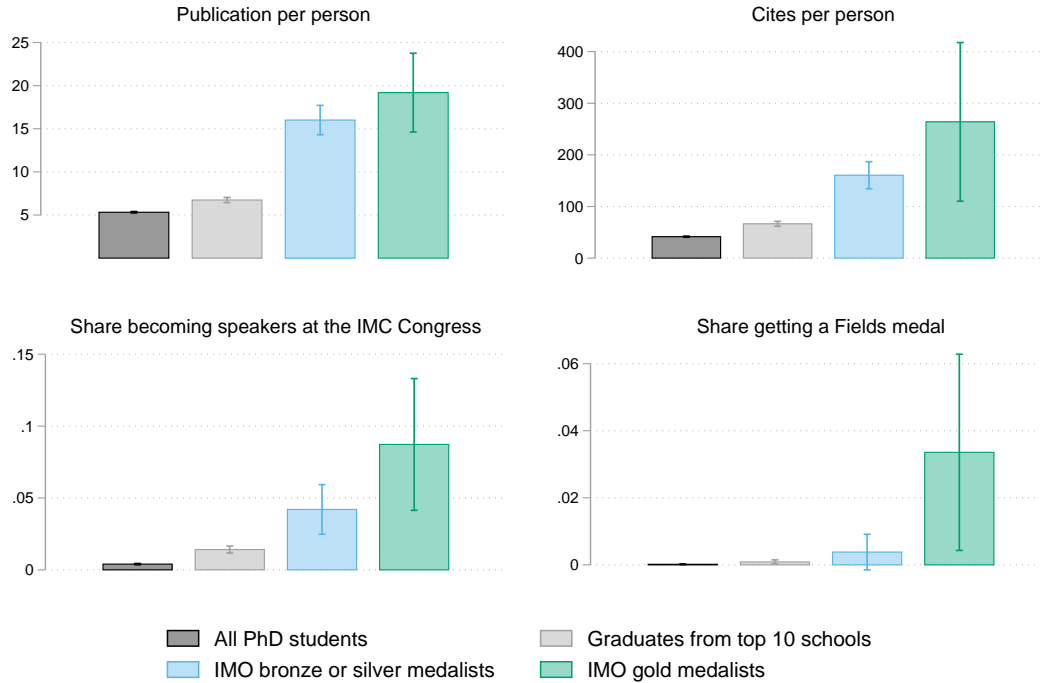 Publication per person
25
20
15
10
5
Cites per person
400
300
200
100
0
Share becoming speakers at the IMC Congress
.15
.1
.05
0
Share getting a Fields medal
.06
.04
.02
0
All PhD students
Graduates from top 10 schools
IMO bronze or silver medalists
IMO gold medalists